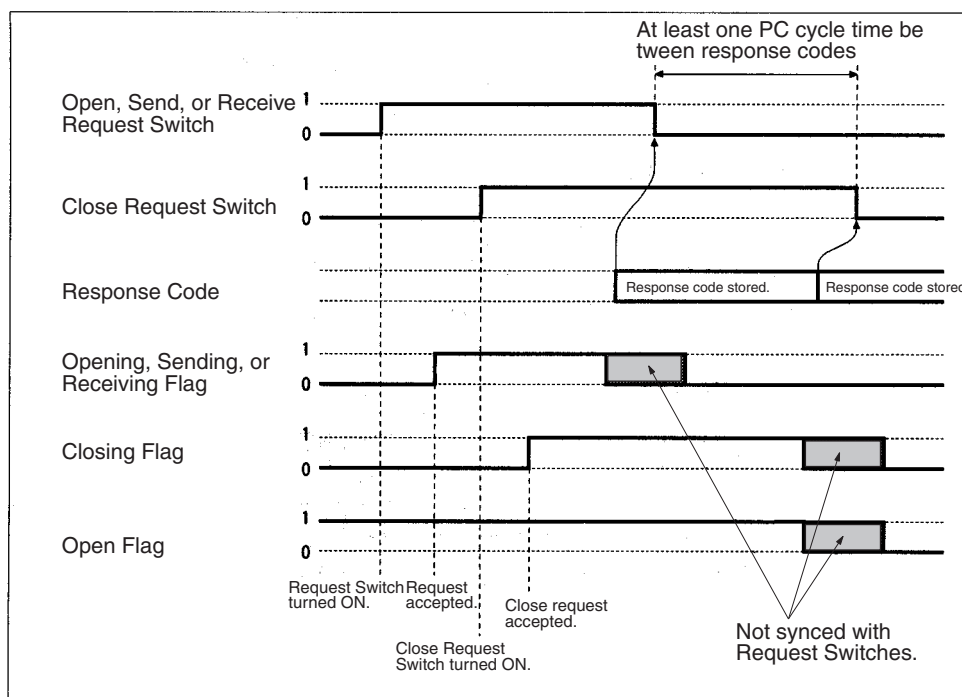 At least one PC cycle time be
tween response codes
Open, Send, or Receive
Request Switch
1
0
Close Request Switch
1
0
Response Code
Response code stored.
Response code stored
Opening, Sending, or
Receiving Flag
1
0
Closing Flag
1
0
Open Flag
1
0
Request Switch
turned ON.
Request
accepted.
Close request
accepted.
Close Request
Switch turned ON.
Not synced with
Request Switches.